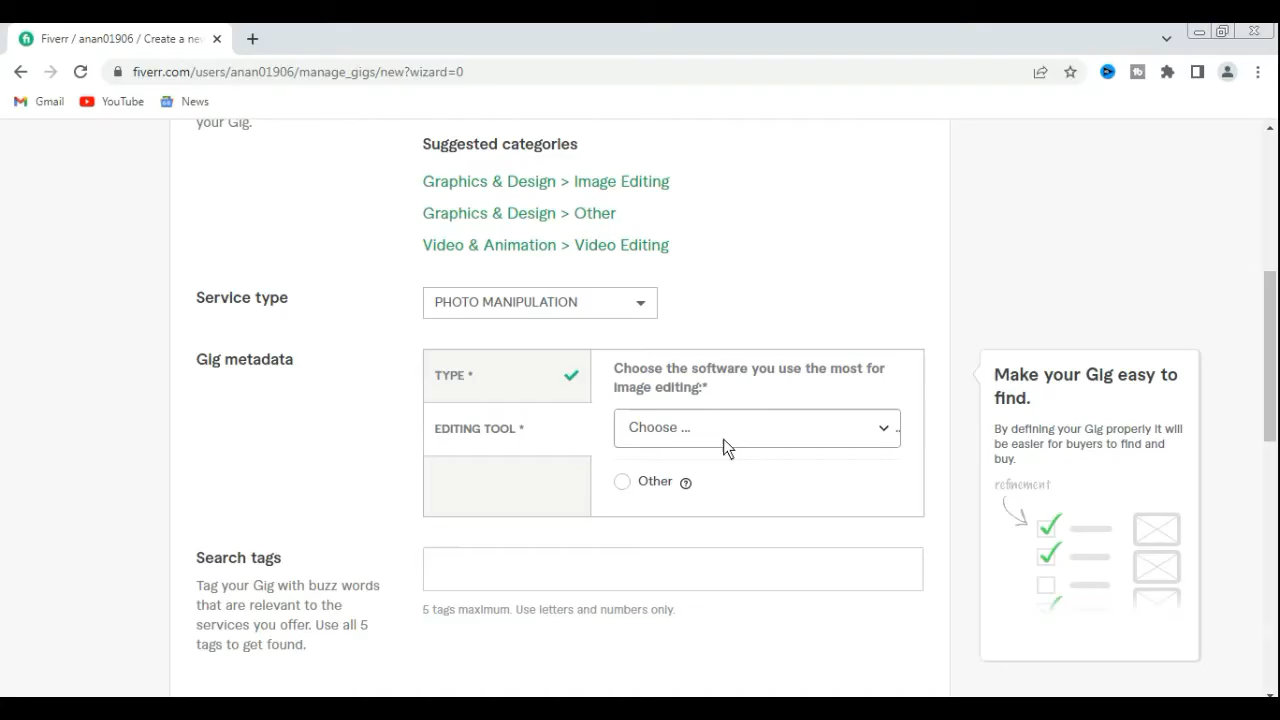 Fiverr / anan01906 / Create a ne
fiverr.com/users/anan01906/manage_gigs/new?wizard=0
Gmail YouTube News
your Gig.
Suggested categories
Graphics & Design > Image Editing
Graphics & Design > Other
Video & Animation > Video Editing
Service type
PHOTO MANIPULATION
Gig metadata
TYPE *
EDITING TOOL *
Choose the software you use the most for
image editing:*
Choose ...
Other
Search tags
Tag your Gig with buzz words
that are relevant to the
services you offer. Use all 5
tags to get found.
5 tags maximum. Use letters and numbers only.
Make your Gig easy to
find.
By defining your Gig properly it will
be easier for buyers to find and
buy.
refinement